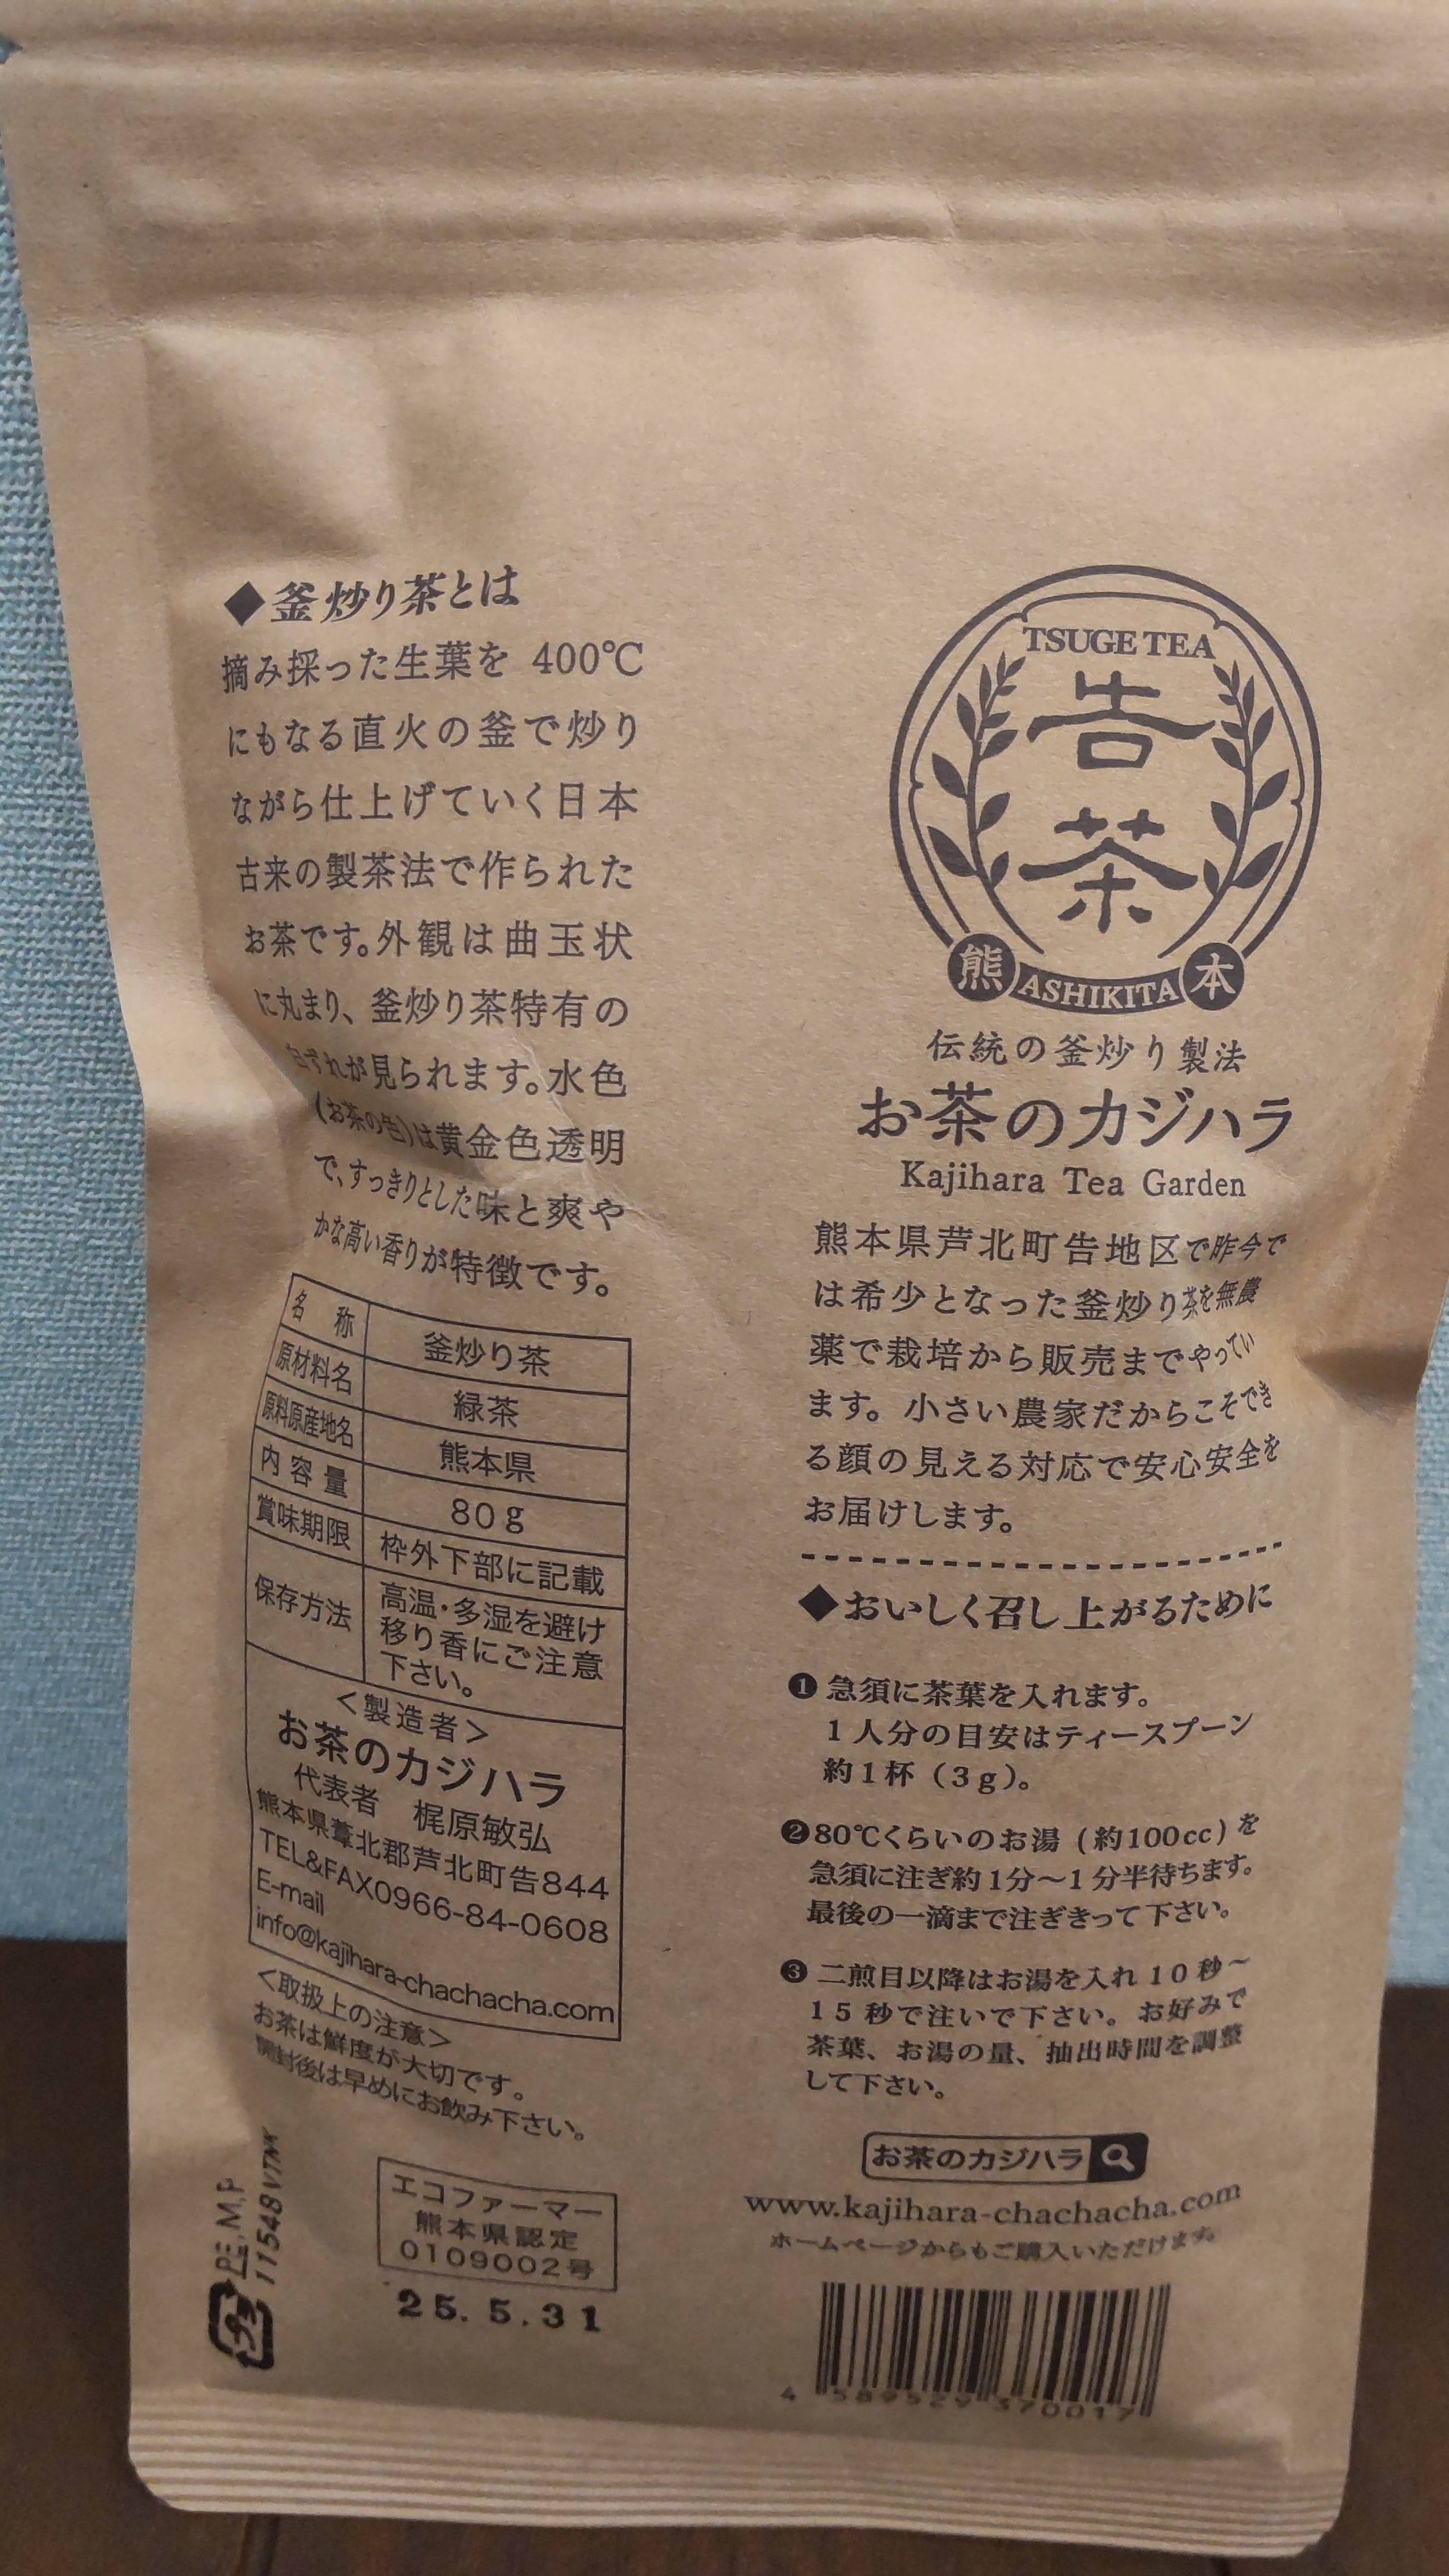 ◆釜炒り茶とは
摘み採った生葉を 400℃
にもなる直火の釜で炒り
ながら仕上げていく日本
古来の製茶法で作られた
お茶です。外観は曲玉状
に丸まり、釜炒り茶特有の
白ずれが見られます。水色
(お茶の色)は黄金色透明
で、すっきりとした味と爽や
かな高い香りが特徴です。
名 称 釜炒り茶
原材料名 緑茶
原料原産地名 熊本県
内容量 80g
賞味期限 枠外下部に記載
保存方法 高温・多湿を避け
移り香にご注意
下さい。
<製造者>
お茶のカジハラ
代表者 梶原敏弘
熊本県葦北郡芦北町告844
TEL&FAX0966-84-0608
E-mail
info@kajihara-chachacha.com
<取扱上の注意>
お茶は鮮度が大切です。
開封後は早めにお飲み下さい。
エコファーマー
熊本県認定
0109002号
25.5.31
PE,M,P
11548VTNK
TSUGE TEA
告
茶
熊 ASHIKITA 本
伝統の釜炒り製法
お茶のカジハラ
Kajihara Tea Garden
熊本県芦北町告地区で昨今で
は希少となった釜炒り茶を無農
薬で栽培から販売までやってい
ます。小さい農家だからこそでき
る顔の見える対応で安心安全を
お届けします。
◆おいしく召し上がるために
❶急須に茶葉を入れます。
1人分の目安はティースプーン
約1杯(3g)。
❷80℃くらいのお湯(約100cc)を
急須に注ぎ約1分〜1分半待ちます。
最後の一滴まで注ぎきって下さい。
❸二煎目以降はお湯を入れ10秒〜
15秒で注いで下さい。お好みで
茶葉、お湯の量、抽出時間を調整
して下さい。
お茶のカジハラ
www.kajihara-chachacha.com
ホームページからもご購入いただけます。
4 589529 370017